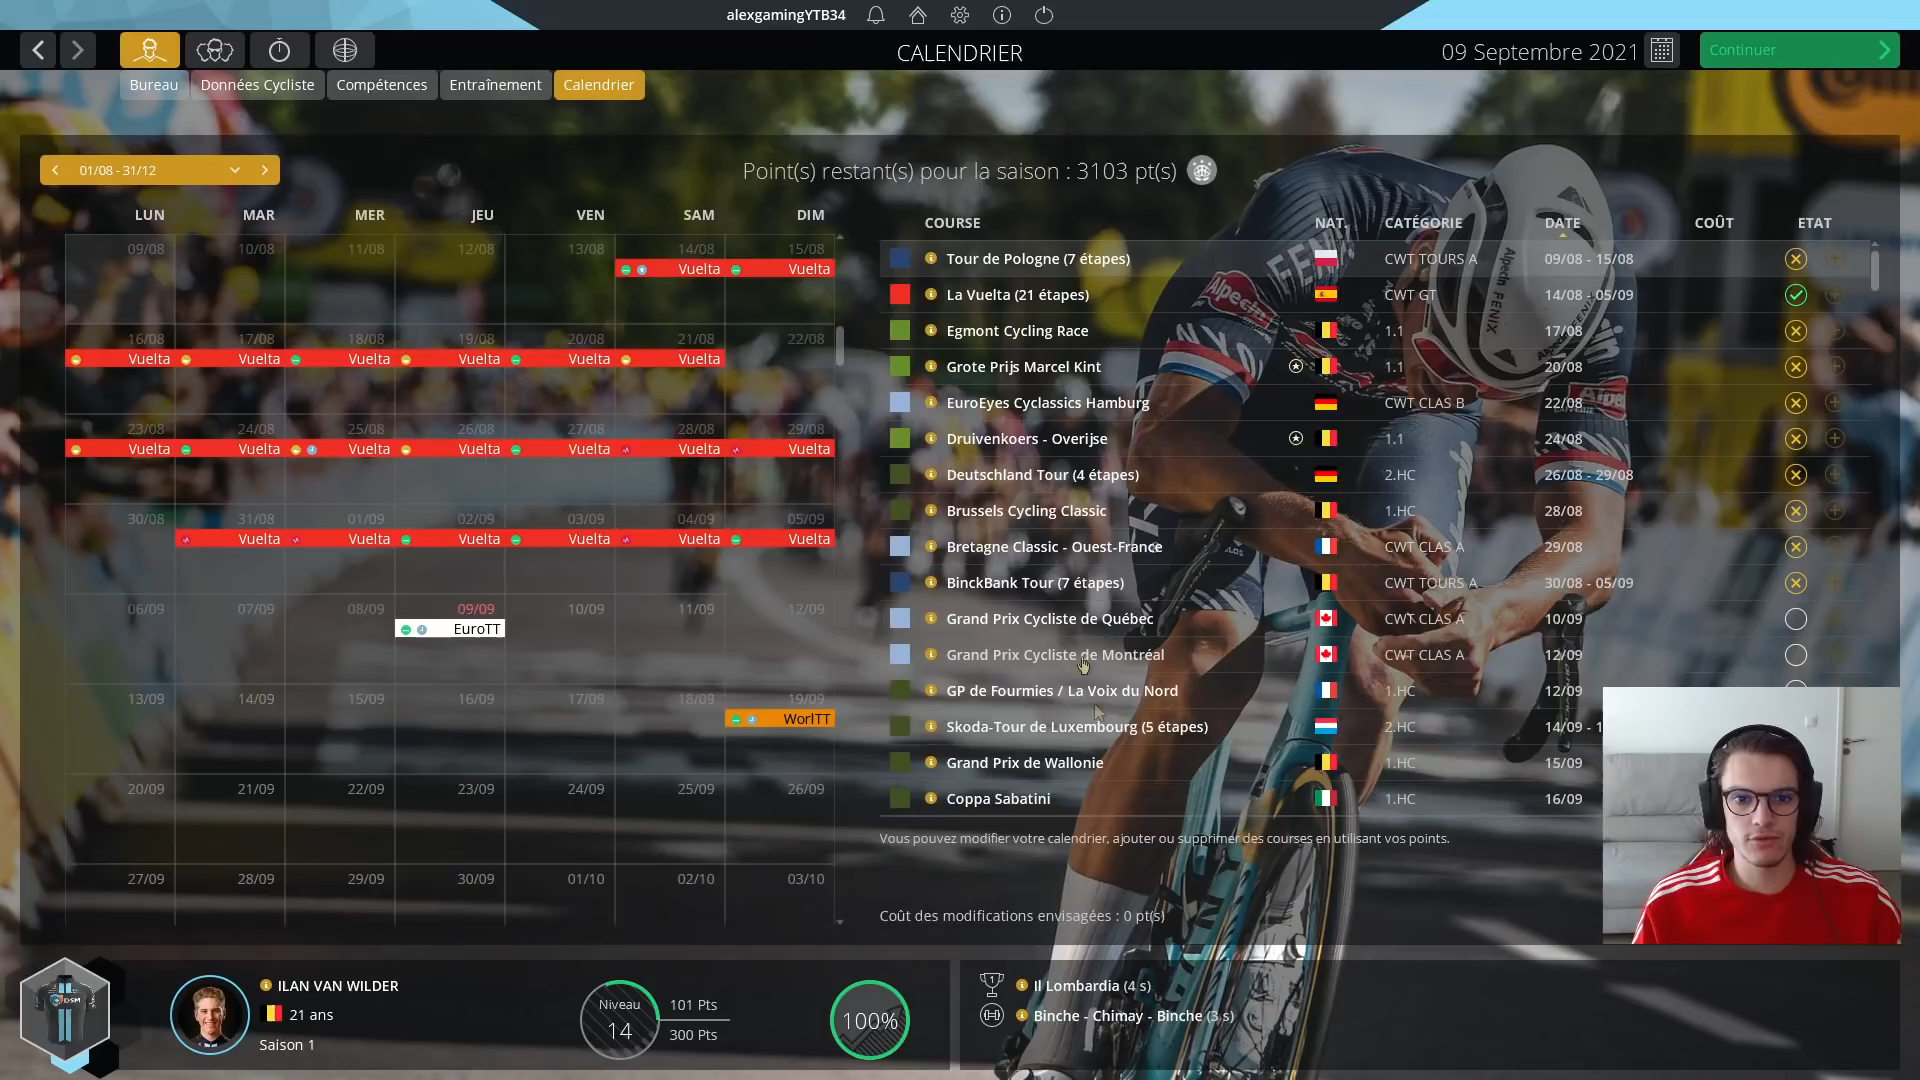 alexgamingYTB34
CALENDRIER
09 Septembre 2021
Continuer
Bureau
Données Cycliste
Compétences
Entraînement
Calendrier
01/08 - 31/12
Point(s) restant(s) pour la saison : 3103 pt(s)
LUN MAR MER JEU VEN SAM DIM
09/08 10/08 11/08 12/08 13/08 14/08 15/08
Vuelta Vuelta
16/08 17/08 18/08 19/08 20/08 21/08 22/08
Vuelta Vuelta Vuelta Vuelta Vuelta Vuelta
23/08 24/08 25/08 26/08 27/08 28/08 29/08
Vuelta Vuelta Vuelta Vuelta Vuelta Vuelta Vuelta
30/08 31/08 01/09 02/09 03/09 04/09 05/09
Vuelta Vuelta Vuelta Vuelta Vuelta Vuelta
06/09 07/09 08/09 09/09 10/09 11/09 12/09
EuroTT
13/09 14/09 15/09 16/09 17/09 18/09 19/09
WorlTT
20/09 21/09 22/09 23/09 24/09 25/09 26/09
27/09 28/09 29/09 30/09 01/10 02/10 03/10
COURSE NAT. CATÉGORIE DATE COÛT ETAT
Tour de Pologne (7 étapes) CWT TOURS A 09/08 - 15/08
La Vuelta (21 étapes) CWT GT 14/08 - 05/09
Egmont Cycling Race 1.1 17/08
Grote Prijs Marcel Kint 1.1 20/08
EuroEyes Cyclassics Hamburg CWT CLAS B 22/08
Druivenkoers - Overijse 1.1 24/08
Deutschland Tour (4 étapes) 2.HC 26/08 - 29/08
Brussels Cycling Classic 1.HC 28/08
Bretagne Classic - Ouest-France CWT CLAS A 29/08
BinckBank Tour (7 étapes) CWT TOURS A 30/08 - 05/09
Grand Prix Cycliste de Québec CWT CLAS A 10/09
Grand Prix Cycliste de Montréal CWT CLAS A 12/09
GP de Fourmies / La Voix du Nord 1.HC 12/09
Skoda-Tour de Luxembourg (5 étapes) 2.HC 14/09 - 1
Grand Prix de Wallonie 1.HC 15/09
Coppa Sabatini 1.HC 16/09
Vous pouvez modifier votre calendrier, ajouter ou supprimer des courses en utilisant vos points.
Coût des modifications envisagées : 0 pt(s)
DSM
ILAN VAN WILDER
21 ans
Saison 1
Niveau
14
101 Pts
300 Pts
100%
Il Lombardia (4 s)
Binche - Chimay - Binche (3 s)
Alpecin
FENIX
Alpecin FENIX